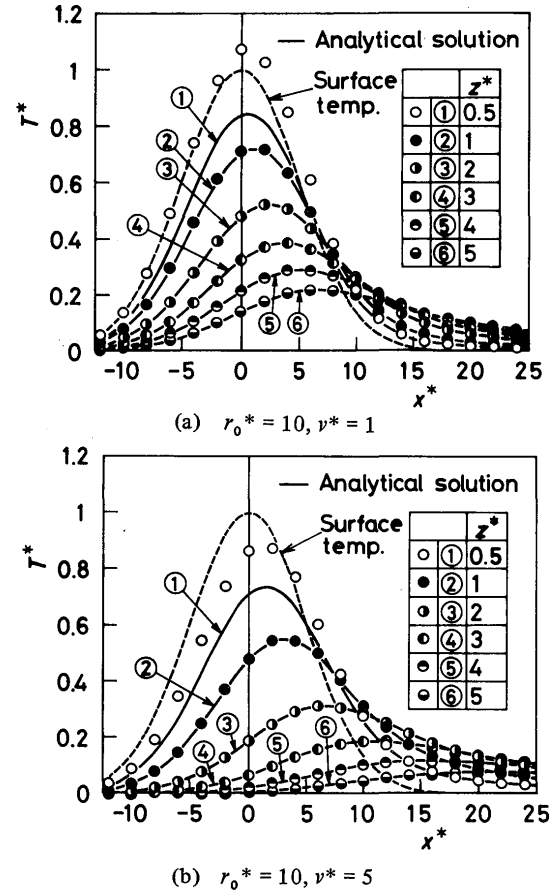 1.2
1
0.8
0.6
0.4
0.2
0
T*
— Analytical solution
Surface
temp.
①
②
③
④
⑤ ⑥
z*
① 0.5
② 1
③ 2
④ 3
⑤ 4
⑥ 5
-10 -5 0 5 10 15 20 25
x*
(a) r₀* = 10, v* = 1
1.2
1
0.8
0.6
0.4
0.2
0
T*
— Analytical solution
Surface
temp.
①
②
③
④ ⑤ ⑥
z*
① 0.5
② 1
③ 2
④ 3
⑤ 4
⑥ 5
-10 -5 0 5 10 15 20 25
x*
(b) r₀* = 10, v* = 5